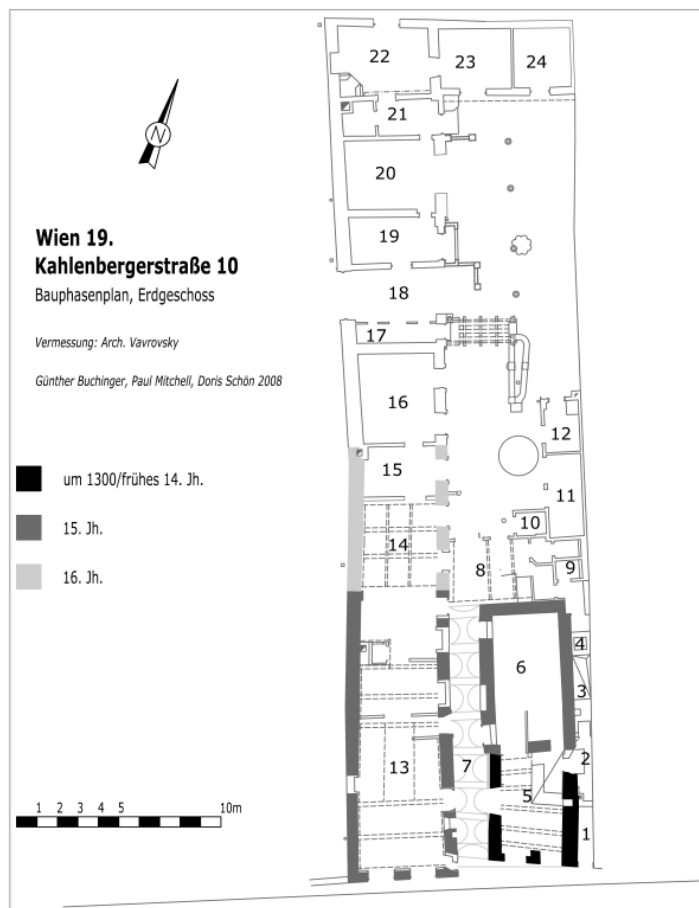 22
23
24
21
20
19
18
17
16
15
14
13
12
11
10
9
8
7
6
5
4
3
2
1
N
Wien 19.
Kahlenbergerstraße 10
Bauphasenplan, Erdgeschoss
Vermessung: Arch. Vavrovsky
Günther Buchinger, Paul Mitchell, Doris Schön 2008
um 1300/frühes 14. Jh.
15. Jh.
16. Jh.
1 2 3 4 5 10m